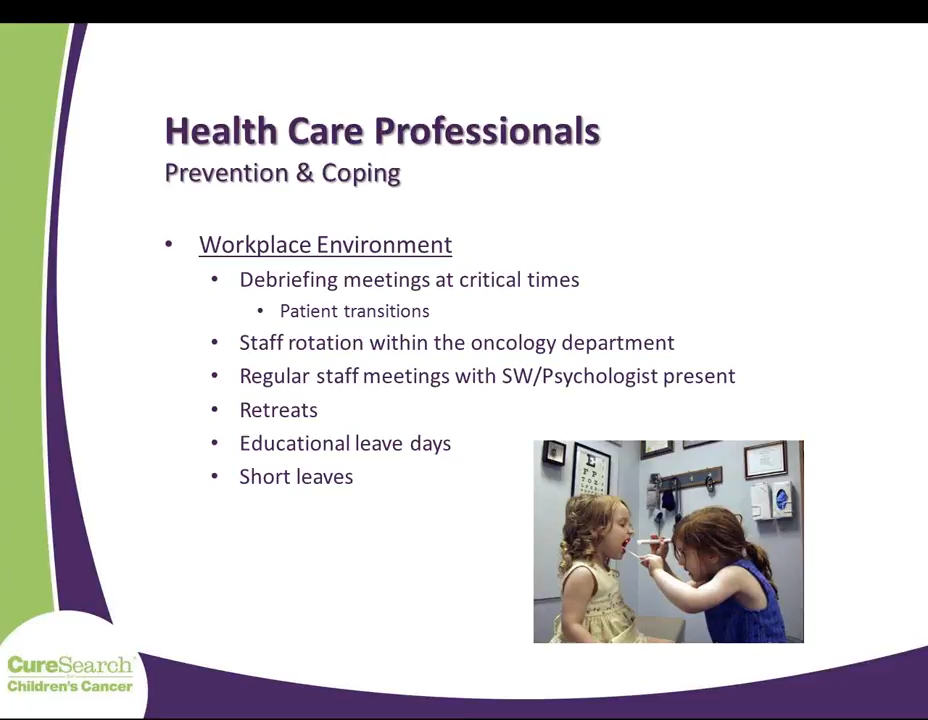 Health Care Professionals
Prevention & Coping
• Workplace Environment
• Debriefing meetings at critical times
• Patient transitions
• Staff rotation within the oncology department
• Regular staff meetings with SW/Psychologist present
• Retreats
• Educational leave days
• Short leaves
E
F P
T O Z
CureSearch
Children's Cancer